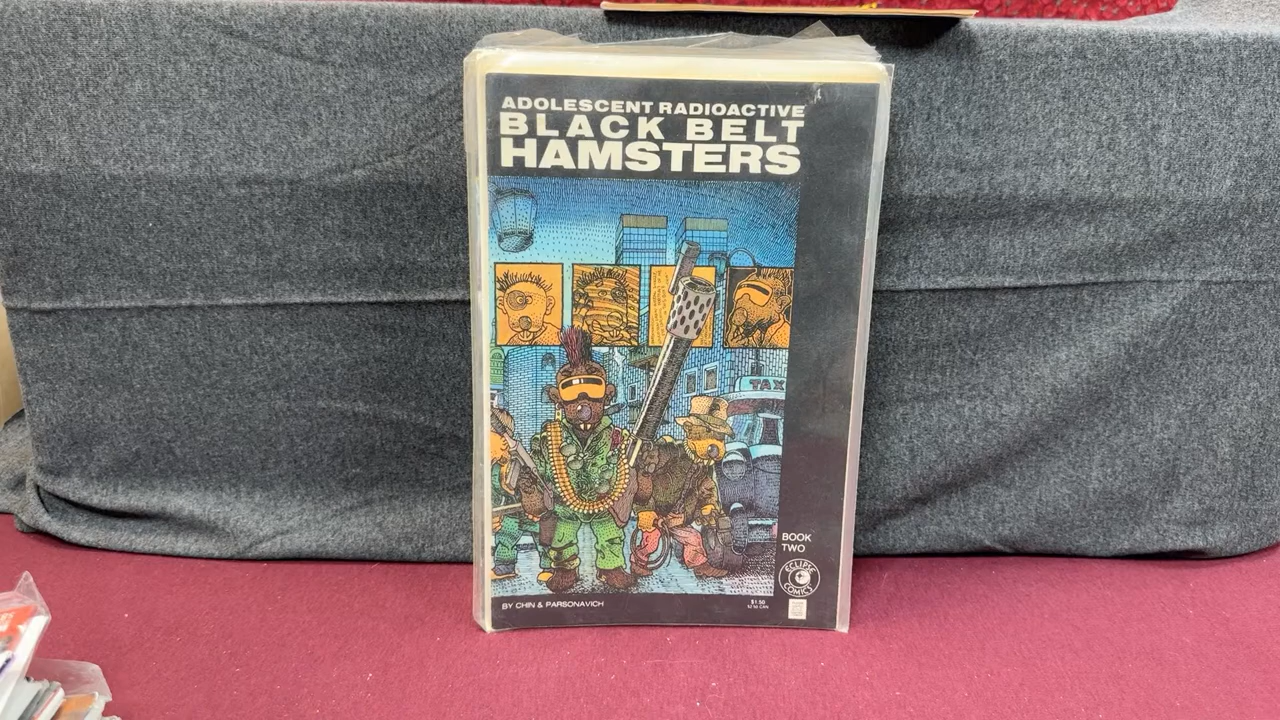 ADOLESCENT RADIOACTIVE
BLACK BELT
HAMSTERS
TAX
BOOK
TWO
ECLIPSE
COMICS
BY CHIN & PARSONAVICH
$1.50